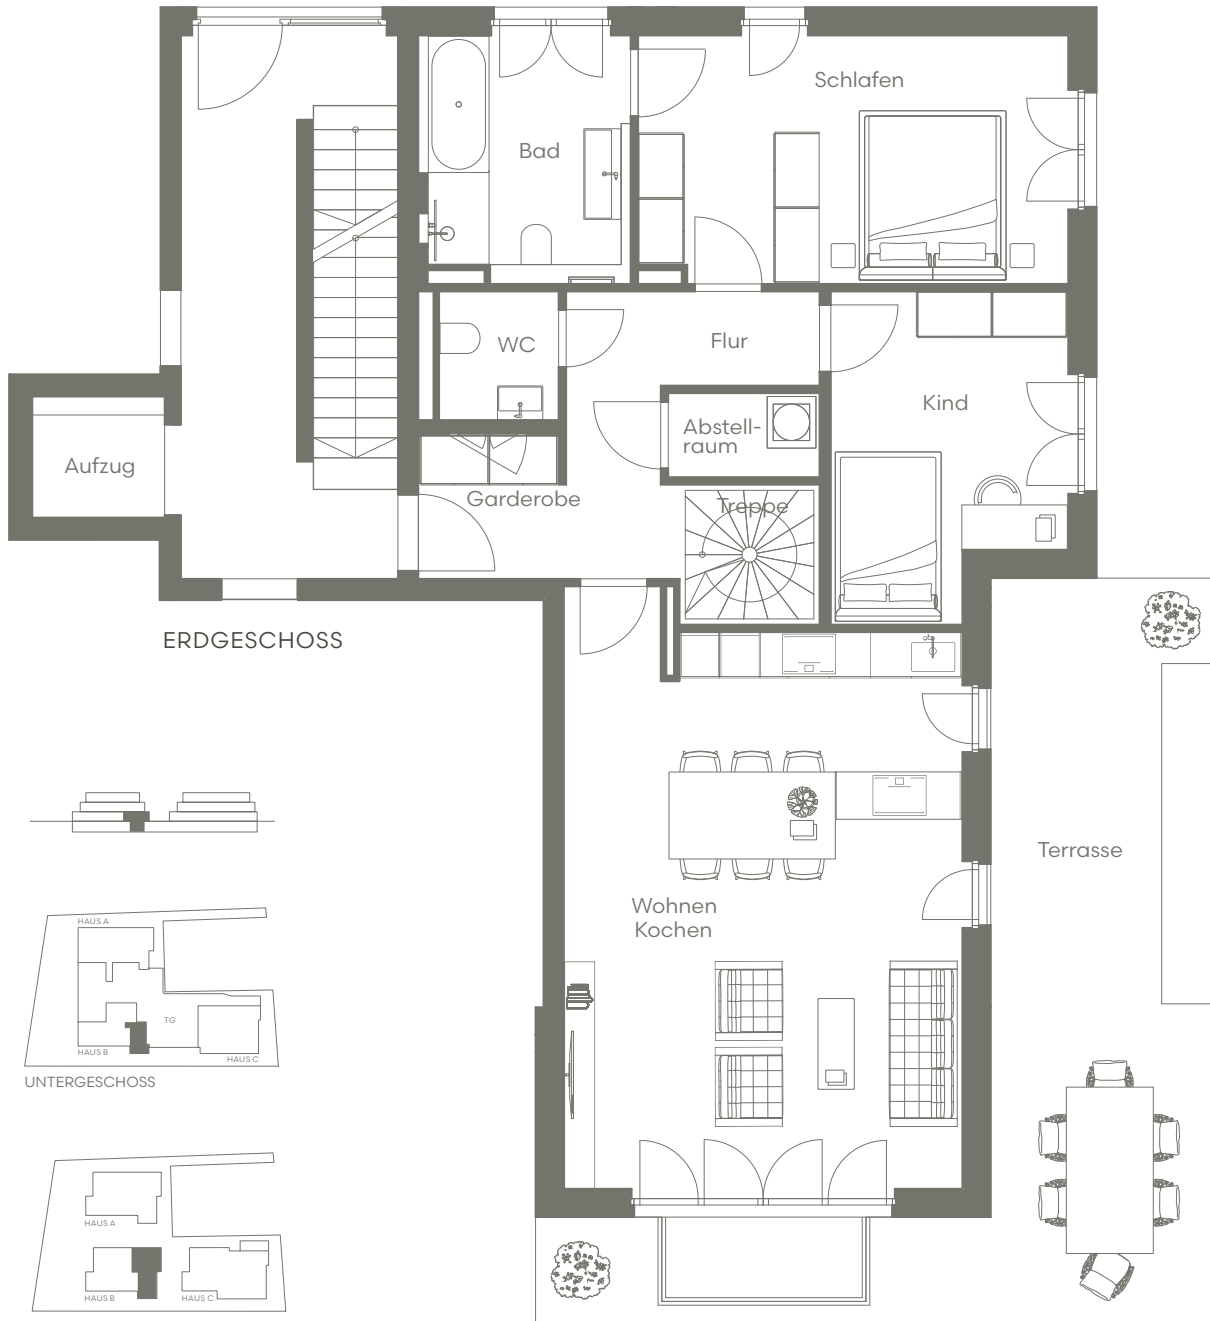 Schlafen
Bad
WC
Flur
Kind
Abstell-
raum
Aufzug
Garderobe
Treppe
ERDGESCHOSS
Terrasse
Wohnen
Kochen
HAUS A
TG
HAUS B
HAUS C
UNTERGESCHOSS
HAUS A
HAUS B
HAUS C